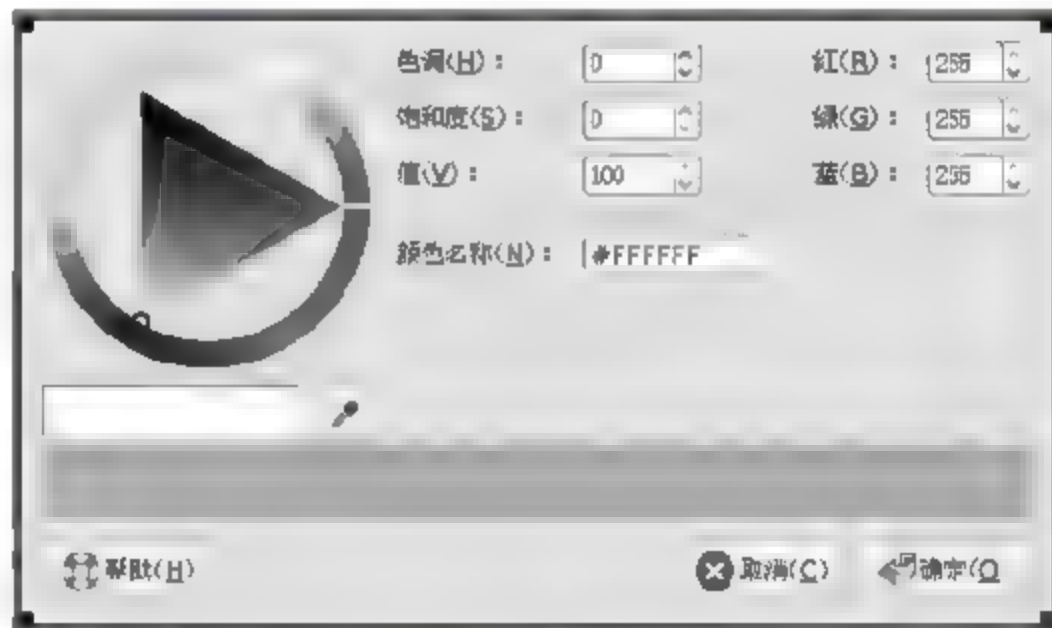 色调(H)： 0 红(R)： 255
饱和度(S)： 0 绿(G)： 255
值(V)： 100 蓝(B)： 255
颜色名称(N)： #FFFFFF
帮助(H) 取消(C) 确定(O